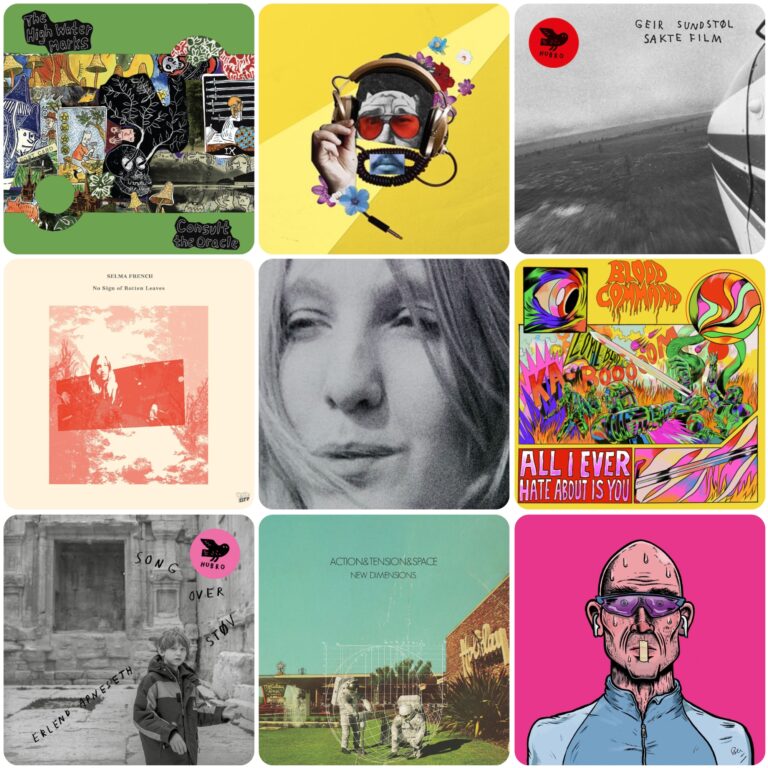 The
High Water
Marks
IX
Consult
the Oracle
HUBRO
GEIR SUNDSTØL
SAKTE FILM
SELMA FRENCH
No Sign of Rotten Leaves
BLOOD
COMMAND
KA
BOOOOOM
ALL I EVER
HATE ABOUT IS YOU
HUBRO
SONG
OVER
STØV
ERLEND APNESETH
ACTION&TENSION&SPACE
NEW DIMENSIONS